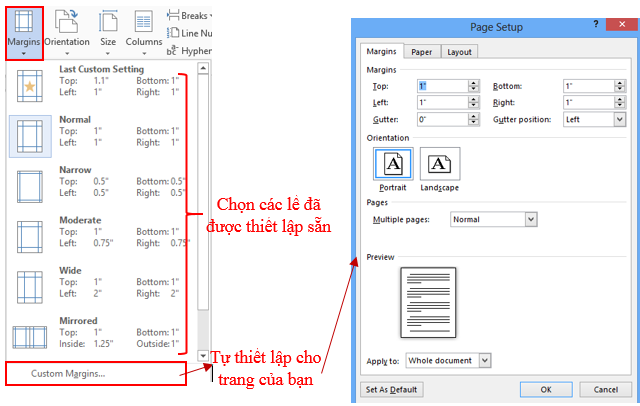 Margins Orientation Size Columns
Breaks
Line Nu
Hypher
Last Custom Setting
Top: 1.1" Bottom: 1"
Left: 1" Right: 1"
Normal
Top: 1" Bottom: 1"
Left: 1" Right: 1"
Narrow
Top: 0.5" Bottom: 0.5"
Left: 0.5" Right: 0.5"
Moderate
Top: 1" Bottom: 1"
Left: 0.75" Right: 0.75"
Wide
Top: 1" Bottom: 1"
Left: 2" Right: 2"
Mirrored
Top: 1" Bottom: 1"
Inside: 1.25" Outside: 1"
Custom Margins...
Chọn các lề đã
được thiết lập sẵn
Tự thiết lập cho
trang của bạn
Page Setup
Margins Paper Layout
Margins
Top: 1" Bottom: 1"
Left: 1" Right: 1"
Gutter: 0" Gutter position: Left
Orientation
A A
Portrait Landscape
Pages
Multiple pages: Normal
Preview
Apply to: Whole document
Set As Default OK Cancel